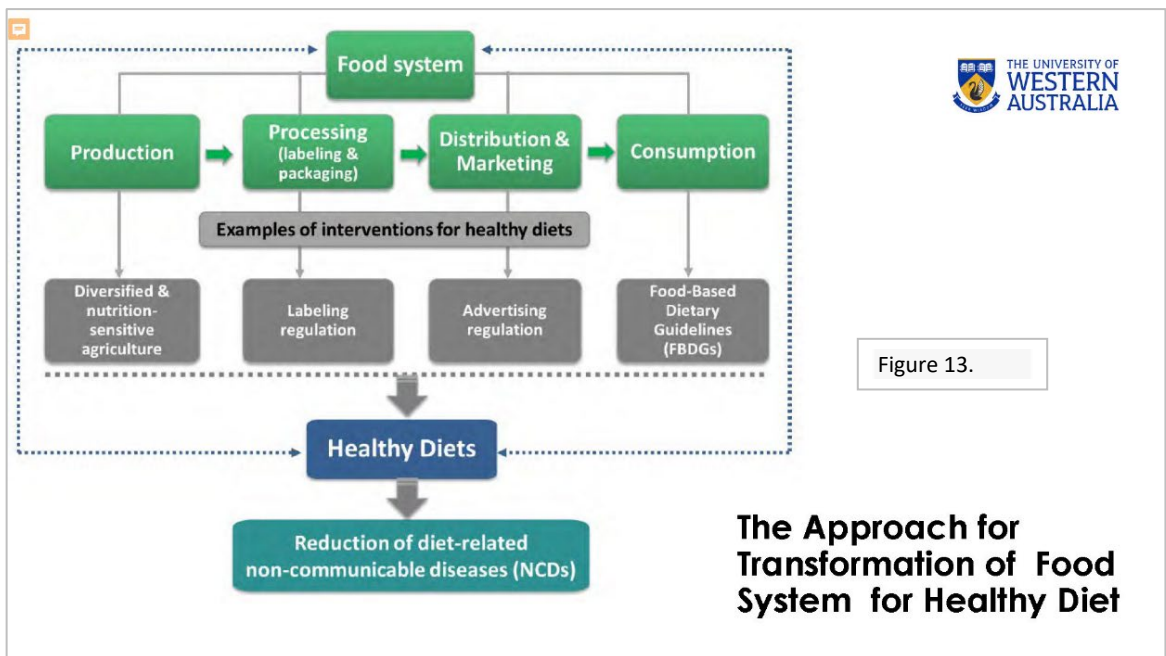 Food system
THE UNIVERSITY OF
WESTERN
AUSTRALIA
Production
Processing
(labeling &
packaging)
Distribution &
Marketing
Consumption
Examples of interventions for healthy diets
Diversified &
nutrition-
sensitive
agriculture
Labeling
regulation
Advertising
regulation
Food-Based
Dietary
Guidelines
(FBDGs)
Figure 13.
Healthy Diets
Reduction of diet-related
non-communicable diseases (NCDs)
The Approach for
Transformation of Food
System for Healthy Diet